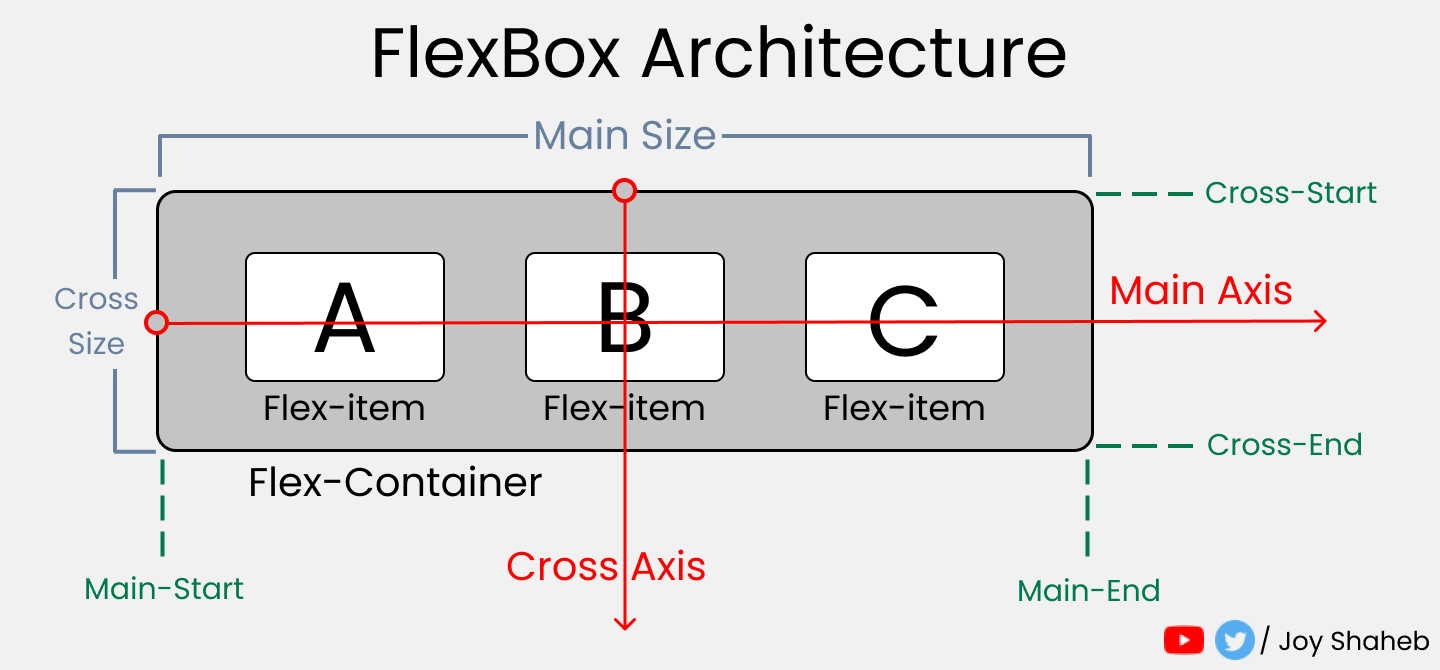 FlexBox Architecture
Main Size
Cross-Start
Cross
Size
Main Axis
A
B
C
Flex-item
Flex-item
Flex-item
Cross-End
Flex-Container
Cross Axis
Main-Start
Main-End
/ Joy Shaheb